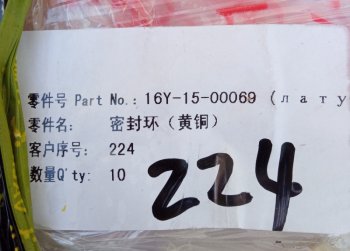 零件号 Part No.: 16Y-15-00069 (лату
零件名: 密封环(黄铜)
客户序号: 224
数量Q'ty: 10
224